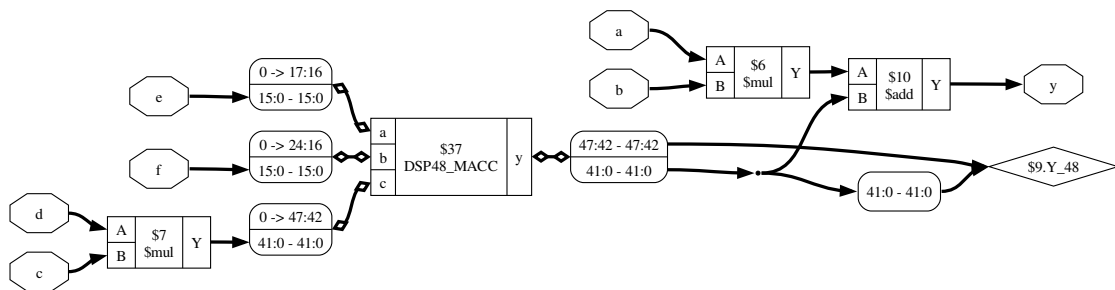 a
b
A
B
$6
$mul
Y
A
B
$10
$add
Y
y
e
0 -> 17:16
15:0 - 15:0
f
0 -> 24:16
15:0 - 15:0
a
b
c
$37
DSP48_MACC
y
47:42 - 47:42
41:0 - 41:0
41:0 - 41:0
$9.Y_48
d
c
A
B
$7
$mul
Y
0 -> 47:42
41:0 - 41:0